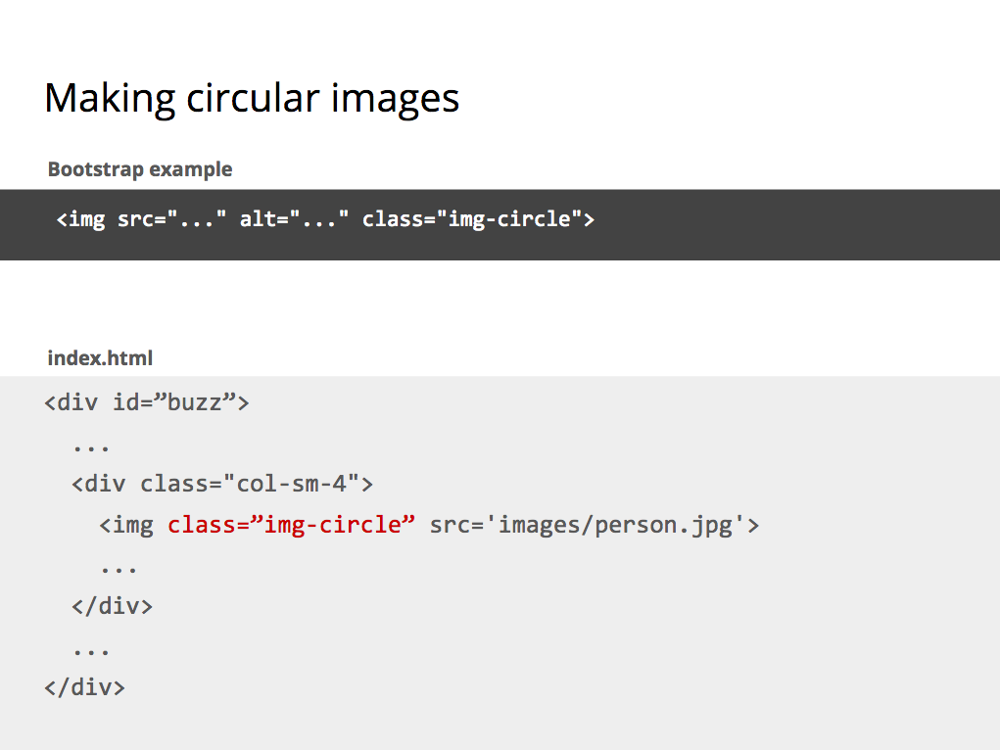 Making circular images
Bootstrap example
<img src="..." alt="..." class="img-circle">
index.html
<div id=”buzz”>
...
<div class="col-sm-4">
<img class=”img-circle” src='images/person.jpg'>
...
</div>
...
</div>